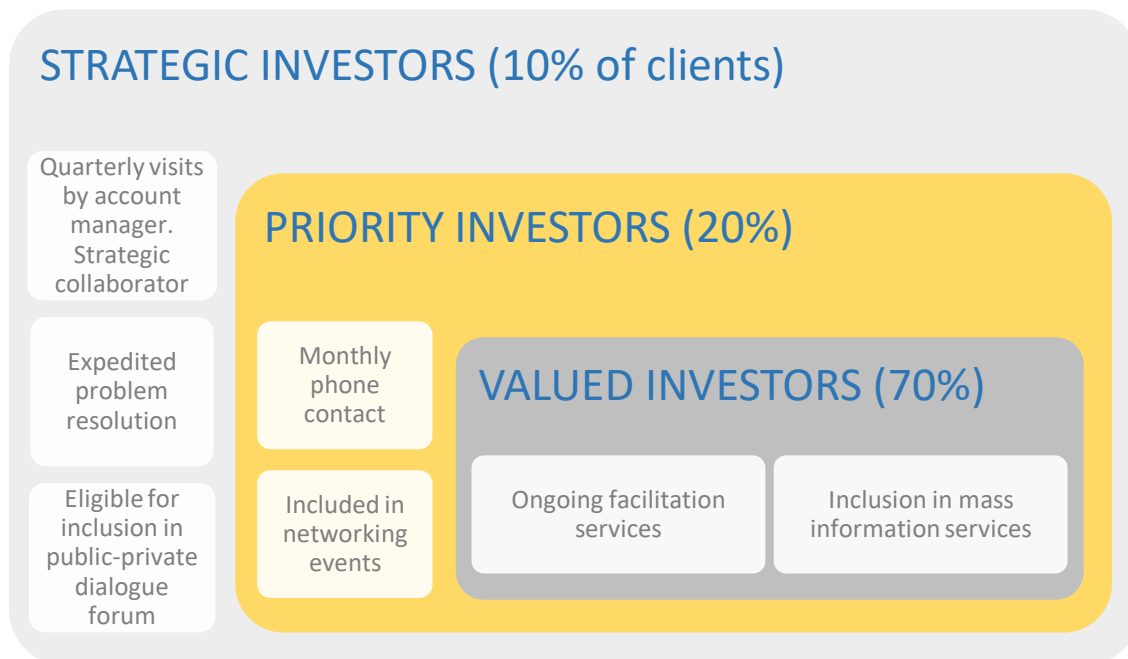 STRATEGIC INVESTORS (10% of clients)
Quarterly visits
by account
manager.
Strategic
collaborator
Expedited
problem
resolution
Eligible for
inclusion in
public-private
dialogue
forum
PRIORITY INVESTORS (20%)
Monthly
phone
contact
Included in
networking
events
VALUED INVESTORS (70%)
Ongoing facilitation
services
Inclusion in mass
information services